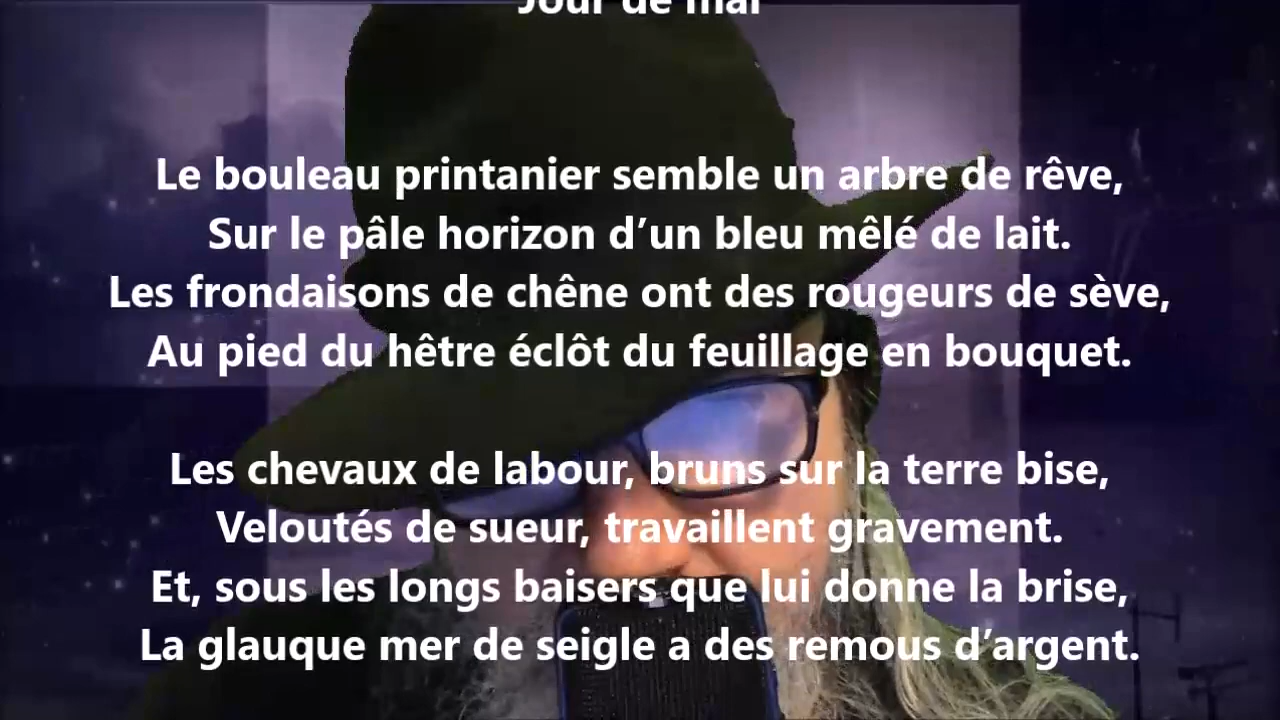 Jour de mai
Le bouleau printanier semble un arbre de rêve,
Sur le pâle horizon d’un bleu mêlé de lait.
Les frondaisons de chêne ont des rougeurs de sève,
Au pied du hêtre éclôt du feuillage en bouquet.
Les chevaux de labour, bruns sur la terre bise,
Veloutés de sueur, travaillent gravement.
Et, sous les longs baisers que lui donne la brise,
La glauque mer de seigle a des remous d’argent.